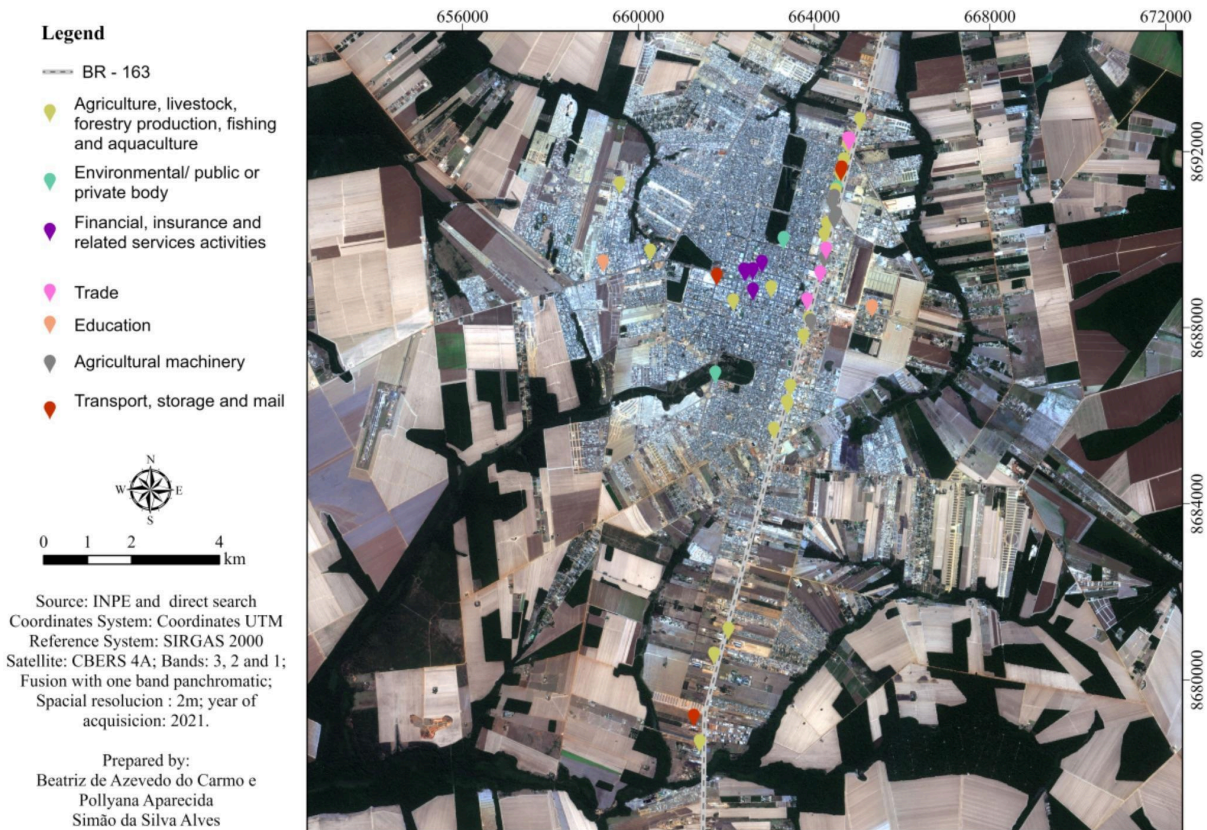 656000 660000 664000 668000 672000
Legend
BR - 163
Agriculture, livestock,
forestry production, fishing
and aquaculture
Environmental/ public or
private body
Financial, insurance and
related services activities
Trade
Education
Agricultural machinery
Transport, storage and mail
N
W E
S
0 1 2 4
km
Source: INPE and direct search
Coordinates System: Coordinates UTM
Reference System: SIRGAS 2000
Satellite: CBERS 4A; Bands: 3, 2 and 1;
Fusion with one band panchromatic;
Spacial resolucion : 2m; year of
acquisicion: 2021.
Prepared by:
Beatriz de Azevedo do Carmo e
Pollyana Aparecida
Simão da Silva Alves
8692000
8688000
8684000
8680000